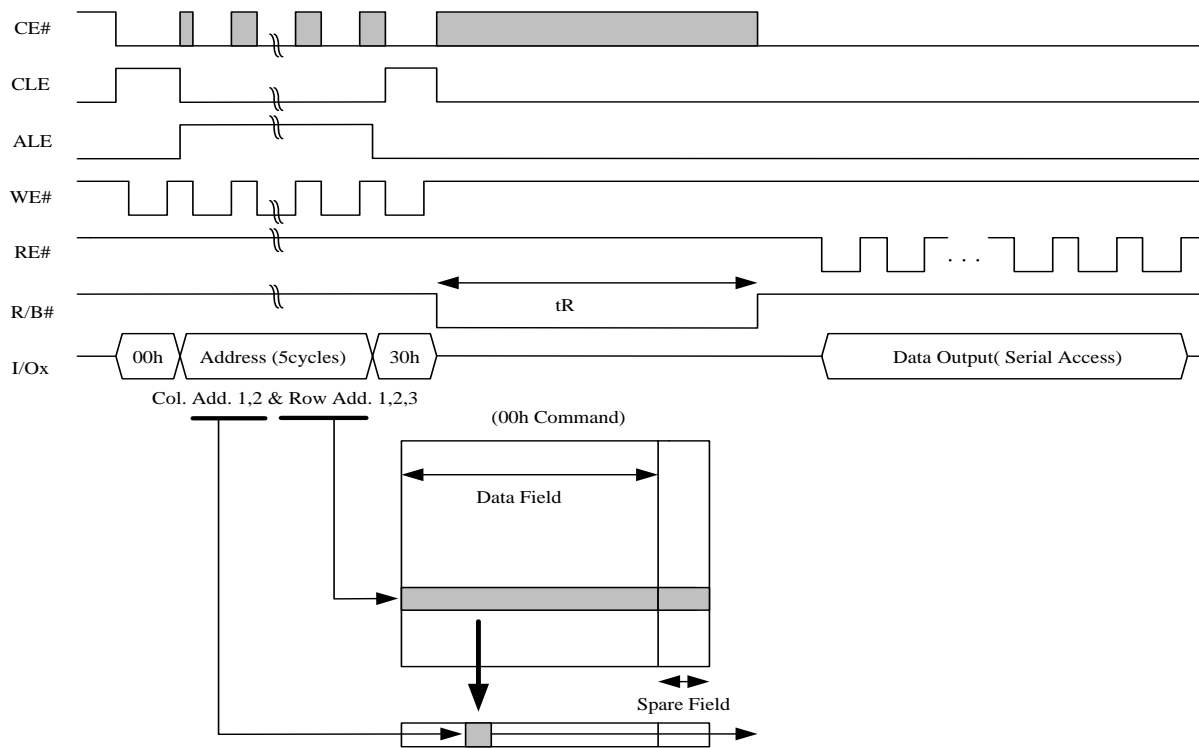 CE#
CLE
ALE
WE#
RE#
. . .
R/B#
tR
I/Ox
00h
Address (5cycles)
30h
Data Output( Serial Access)
Col. Add. 1,2 & Row Add. 1,2,3
(00h Command)
Data Field
Spare Field